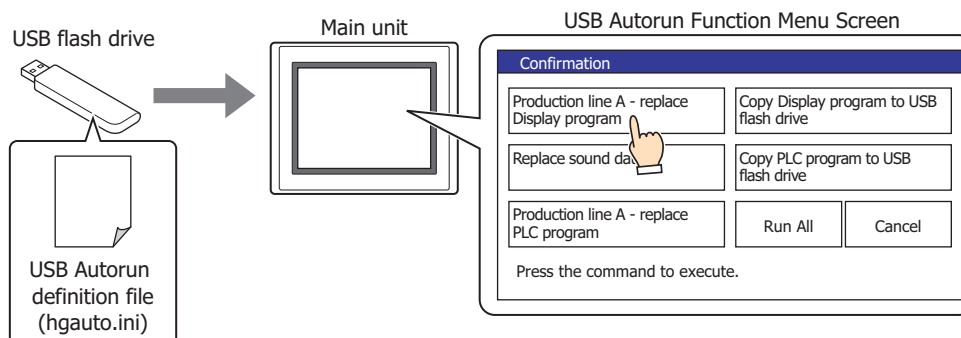 USB flash drive
Main unit
USB Autorun Function Menu Screen
Confirmation
Production line A - replace
Display program
Copy Display program to USB
flash drive
Replace sound da
Copy PLC program to USB
flash drive
Production line A - replace
PLC program
Run All
Cancel
Press the command to execute.
USB Autorun
definition file
(hgauto.ini)